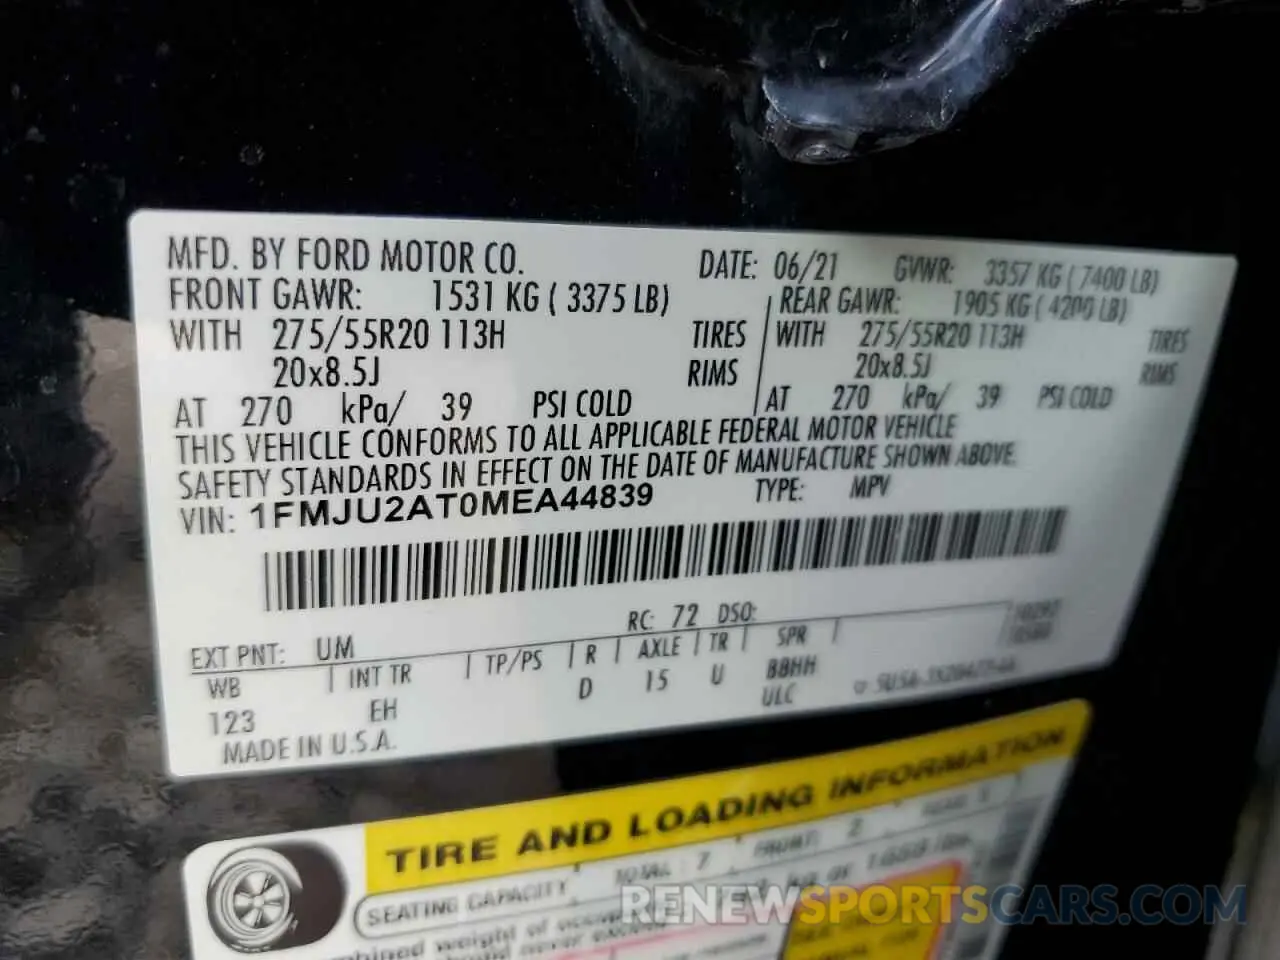 MFD. BY FORD MOTOR CO. DATE: 06/21 GVWR: 3357 KG ( 7400 LB)
FRONT GAWR: 1531 KG ( 3375 LB) REAR GAWR: 1905 KG ( 4200 LB)
WITH 275/55R20 113H TIRES WITH 275/55R20 113H TIRES
20x8.5J RIMS 20x8.5J RIMS
AT 270 kPa/ 39 PSI COLD AT 270 kPa/ 39 PSI COLD
THIS VEHICLE CONFORMS TO ALL APPLICABLE FEDERAL MOTOR VEHICLE
SAFETY STANDARDS IN EFFECT ON THE DATE OF MANUFACTURE SHOWN ABOVE.
VIN: 1FMJU2AT0MEA44839 TYPE: MPV
EXT PNT: UM RC: 72 DSO:
WB INT TR TP/PS R AXLE TR SPR
123 EH D 15 U BBHH
ULC
MADE IN U.S.A.
TIRE AND LOADING INFORMATION
SEATING CAPACITY TOTAL : 7 FRONT: 2
weight of
RENEWSPORTSCARS.COM